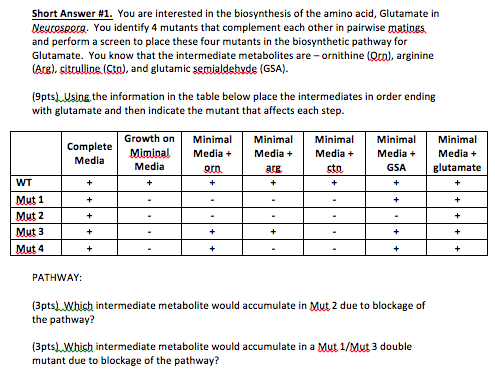 Short Answer #1. You are interested in the biosynthesis of the amino acid, Glutamate in
Neurospora. You identify 4 mutants that complement each other in pairwise matings
and perform a screen to place these four mutants in the biosynthetic pathway for
Glutamate. You know that the intermediate metabolites are – ornithine (Orn), arginine
(Arg), citrulline (Ctn), and glutamic semialdehyde (GSA).
(9pts) Using the information in the table below place the intermediates in order ending
with glutamate and then indicate the mutant that affects each step.
Complete Media | Growth on Miminal Media | Minimal Media + orn | Minimal Media + arg | Minimal Media + ctn | Minimal Media + GSA | Minimal Media + glutamate
WT + + + + + + +
Mut 1 + - - - - + +
Mut 2 + - - - - - +
Mut 3 + - + + - + +
Mut 4 + - + - - + +
PATHWAY:
(3pts) Which intermediate metabolite would accumulate in Mut 2 due to blockage of
the pathway?
(3pts) Which intermediate metabolite would accumulate in a Mut 1/Mut 3 double
mutant due to blockage of the pathway?